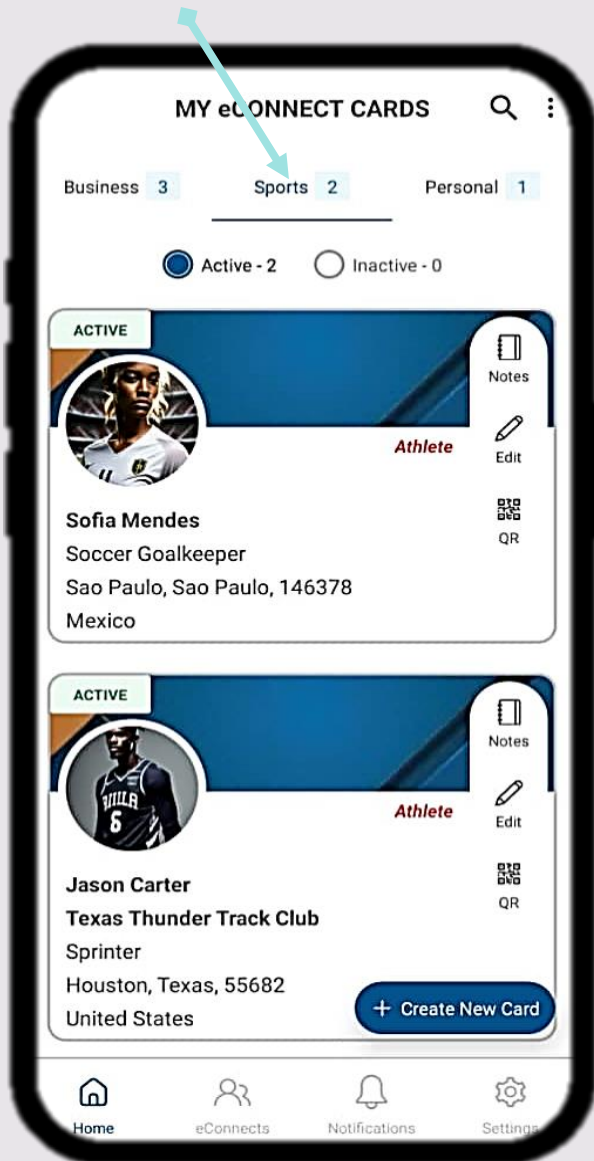 MY eCONNECT CARDS
Business 3 Sports 2 Personal 1
Active - 2 Inactive - 0
ACTIVE
Notes
Athlete
Edit
QR
Sofia Mendes
Soccer Goalkeeper
Sao Paulo, Sao Paulo, 146378
Mexico
ACTIVE
Notes
6
Athlete
Edit
QR
Jason Carter
Texas Thunder Track Club
Sprinter
Houston, Texas, 55682
United States
+ Create New Card
Home eConnects Notifications Settings